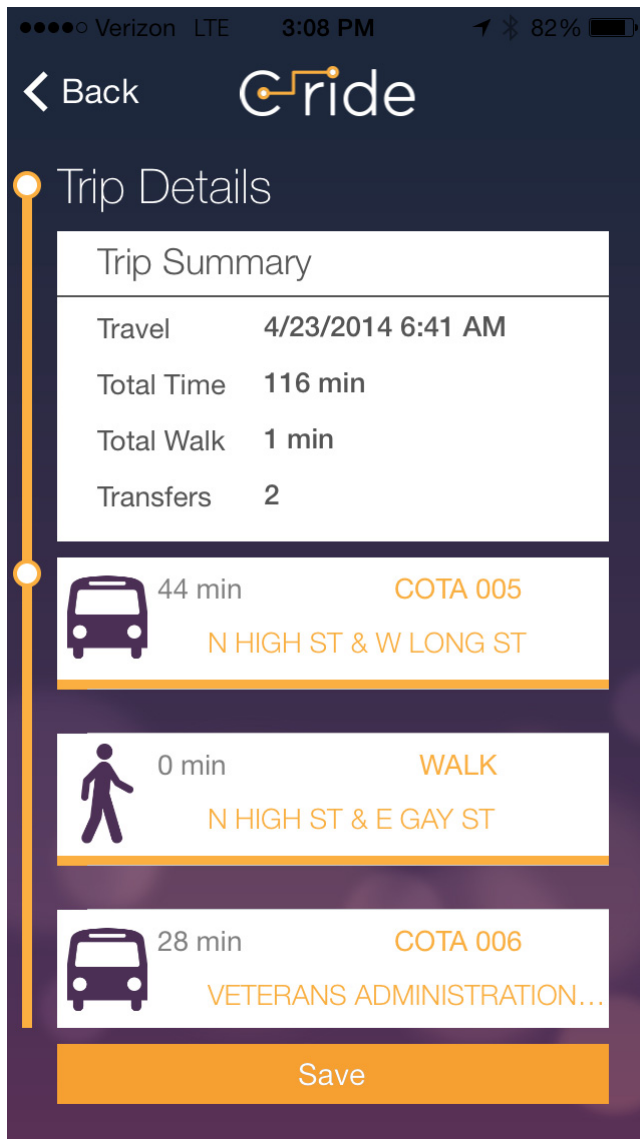 Verizon LTE 3:08 PM 82%
Back C-ride
Trip Details
Trip Summary
Travel 4/23/2014 6:41 AM
Total Time 116 min
Total Walk 1 min
Transfers 2
44 min COTA 005
N HIGH ST & W LONG ST
0 min WALK
N HIGH ST & E GAY ST
28 min COTA 006
VETERANS ADMINISTRATION...
Save